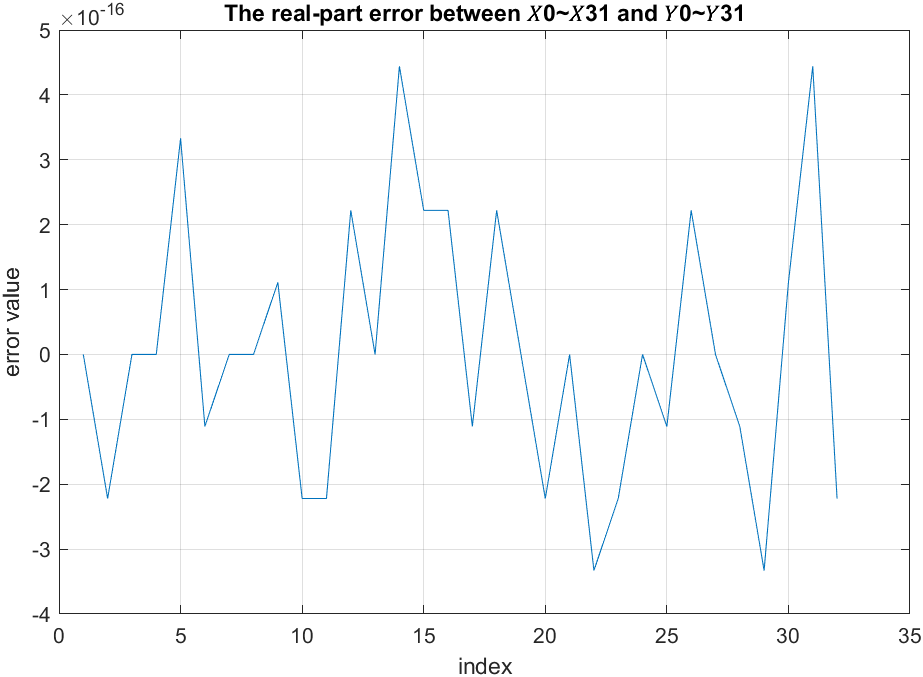 The real-part error between X0~X31 and Y0~Y31
×10-16
5
4
3
2
1
0
-1
-2
-3
-4
error value
0 5 10 15 20 25 30 35
index